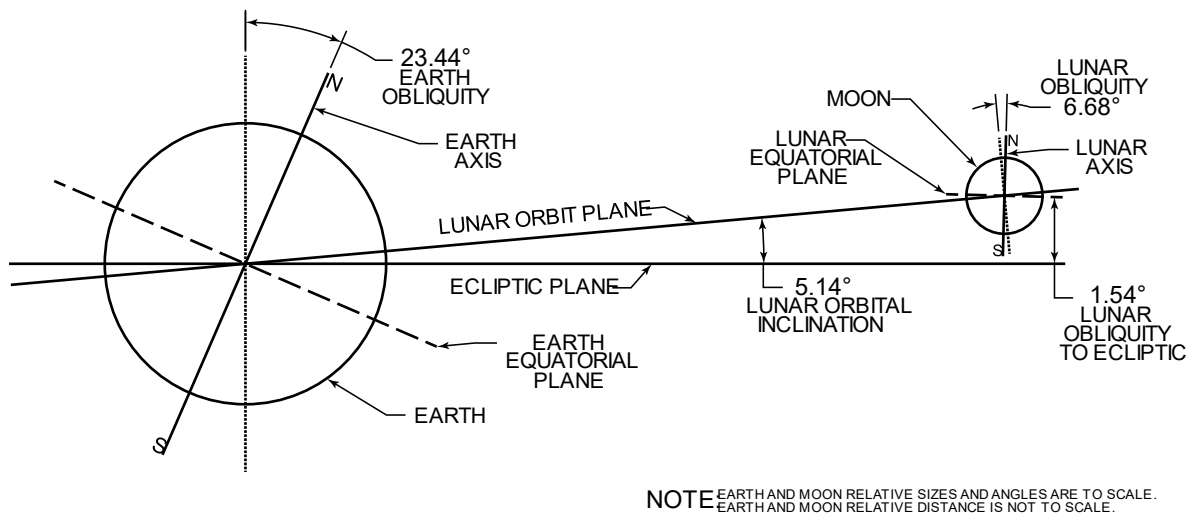 23.44°
EARTH
OBLIQUITY
N
EARTH
AXIS
LUNAR
OBLIQUITY
6.68°
MOON
LUNAR
EQUATORIAL
PLANE
N
LUNAR
AXIS
S
LUNAR ORBIT PLANE
ECLIPTIC PLANE
5.14°
LUNAR ORBITAL
INCLINATION
1.54°
LUNAR
OBLIQUITY
TO ECLIPTIC
EARTH
EQUATORIAL
PLANE
EARTH
S
NOTE: EARTH AND MOON RELATIVE SIZES AND ANGLES ARE TO SCALE.
EARTH AND MOON RELATIVE DISTANCE IS NOT TO SCALE.